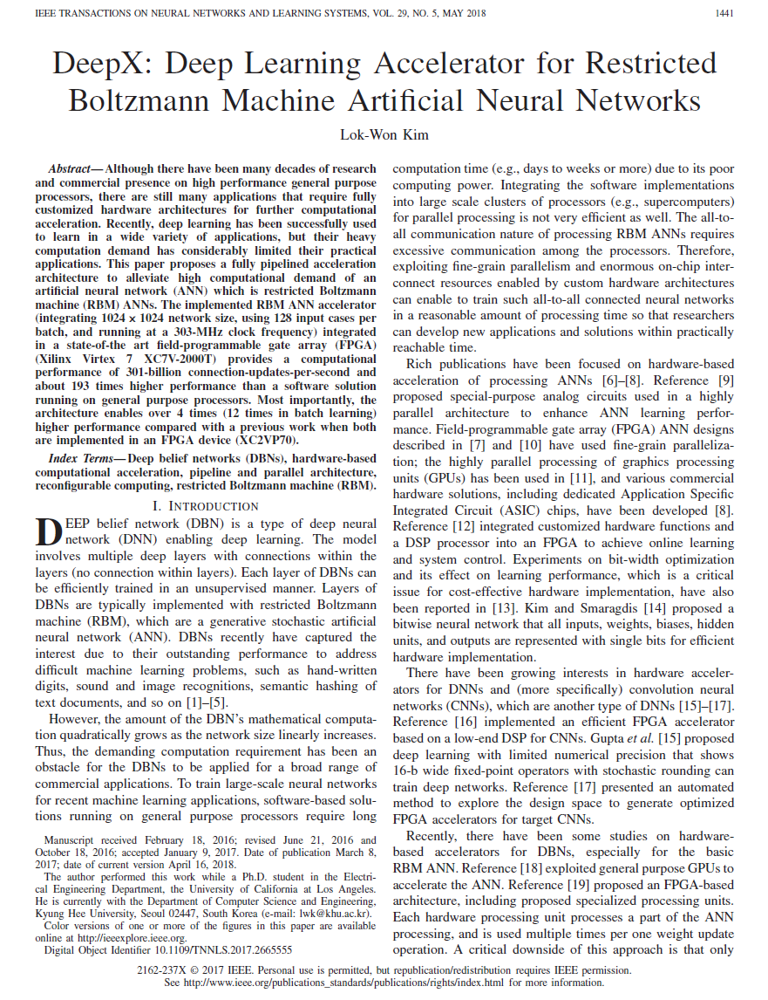 IEEE TRANSACTIONS ON NEURAL NETWORKS AND LEARNING SYSTEMS, VOL. 29, NO. 5, MAY 2018 1441
DeepX: Deep Learning Accelerator for Restricted
Boltzmann Machine Artificial Neural Networks
Lok-Won Kim
Abstract—Although there have been many decades of research
and commercial presence on high performance general purpose
processors, there are still many applications that require fully
customized hardware architectures for further computational
acceleration. Recently, deep learning has been successfully used
to learn in a wide variety of applications, but their heavy
computation demand has considerably limited their practical
applications. This paper proposes a fully pipelined acceleration
architecture to alleviate high computational demand of an
artificial neural network (ANN) which is restricted Boltzmann
machine (RBM) ANNs. The implemented RBM ANN accelerator
(integrating 1024 × 1024 network size, using 128 input cases per
batch, and running at a 303-MHz clock frequency) integrated
in a state-of-the art field-programmable gate array (FPGA)
(Xilinx Virtex 7 XC7V-2000T) provides a computational
performance of 301-billion connection-updates-per-second and
about 193 times higher performance than a software solution
running on general purpose processors. Most importantly, the
architecture enables over 4 times (12 times in batch learning)
higher performance compared with a previous work when both
are implemented in an FPGA device (XC2VP70).
Index Terms—Deep belief networks (DBNs), hardware-based
computational acceleration, pipeline and parallel architecture,
reconfigurable computing, restricted Boltzmann machine (RBM).
I. INTRODUCTION
DEEP belief network (DBN) is a type of deep neural
network (DNN) enabling deep learning. The model
involves multiple deep layers with connections within the
layers (no connection within layers). Each layer of DBNs can
be efficiently trained in an unsupervised manner. Layers of
DBNs are typically implemented with restricted Boltzmann
machine (RBM), which are a generative stochastic artificial
neural network (ANN). DBNs recently have captured the
interest due to their outstanding performance to address
difficult machine learning problems, such as hand-written
digits, sound and image recognitions, semantic hashing of
text documents, and so on [1]–[5].
However, the amount of the DBN's mathematical computa-
tion quadratically grows as the network size linearly increases.
Thus, the demanding computation requirement has been an
obstacle for the DBNs to be applied for a broad range of
commercial applications. To train large-scale neural networks
for recent machine learning applications, software-based solu-
tions running on general purpose processors require long
Manuscript received February 18, 2016; revised June 21, 2016 and
October 18, 2016; accepted January 9, 2017. Date of publication March 8,
2017; date of current version April 16, 2018.
The author performed this work while a Ph.D. student in the Electri-
cal Engineering Department, the University of California at Los Angeles.
He is currently with the Department of Computer Science and Engineering,
Kyung Hee University, Seoul 02447, South Korea (e-mail: lwk@khu.ac.kr).
Color versions of one or more of the figures in this paper are available
online at http://ieeexplore.ieee.org.
Digital Object Identifier 10.1109/TNNLS.2017.2665555
computation time (e.g., days to weeks or more) due to its poor
computing power. Integrating the software implementations
into large scale clusters of processors (e.g., supercomputers)
for parallel processing is not very efficient as well. The all-to-
all communication nature of processing RBM ANNs requires
excessive communication among the processors. Therefore,
exploiting fine-grain parallelism and enormous on-chip inter-
connect resources enabled by custom hardware architectures
can enable to train such all-to-all connected neural networks
in a reasonable amount of processing time so that researchers
can develop new applications and solutions within practically
reachable time.
Rich publications have been focused on hardware-based
acceleration of processing ANNs [6]–[8]. Reference [9]
proposed special-purpose analog circuits used in a highly
parallel architecture to enhance ANN learning perfor-
mance. Field-programmable gate array (FPGA) ANN designs
described in [7] and [10] have used fine-grain paralleliza-
tion; the highly parallel processing of graphics processing
units (GPUs) has been used in [11], and various commercial
hardware solutions, including dedicated Application Specific
Integrated Circuit (ASIC) chips, have been developed [8].
Reference [12] integrated customized hardware functions and
a DSP processor into an FPGA to achieve online learning
and system control. Experiments on bit-width optimization
and its effect on learning performance, which is a critical
issue for cost-effective hardware implementation, have also
been reported in [13]. Kim and Smaragdis [14] proposed a
bitwise neural network that all inputs, weights, biases, hidden
units, and outputs are represented with single bits for efficient
hardware implementation.
There have been growing interests in hardware acceler-
ators for DNNs and (more specifically) convolution neural
networks (CNNs), which are another type of DNNs [15]–[17].
Reference [16] implemented an efficient FPGA accelerator
based on a low-end DSP for CNNs. Gupta et al. [15] proposed
deep learning with limited numerical precision that shows
16-b wide fixed-point operators with stochastic rounding can
train deep networks. Reference [17] presented an automated
method to explore the design space to generate optimized
FPGA accelerators for target CNNs.
Recently, there have been some studies on hardware-
based accelerators for DBNs, especially for the basic
RBM ANN. Reference [18] exploited general purpose GPUs to
accelerate the ANN. Reference [19] proposed an FPGA-based
architecture, including proposed specialized processing units.
Each hardware processing unit processes a part of the ANN
processing, and is used multiple times per one weight update
operation. A critical downside of this approach is that only
2162-237X © 2017 IEEE. Personal use is permitted, but republication/redistribution requires IEEE permission.
See http://www.ieee.org/publications_standards/publications/rights/index.html for more information.